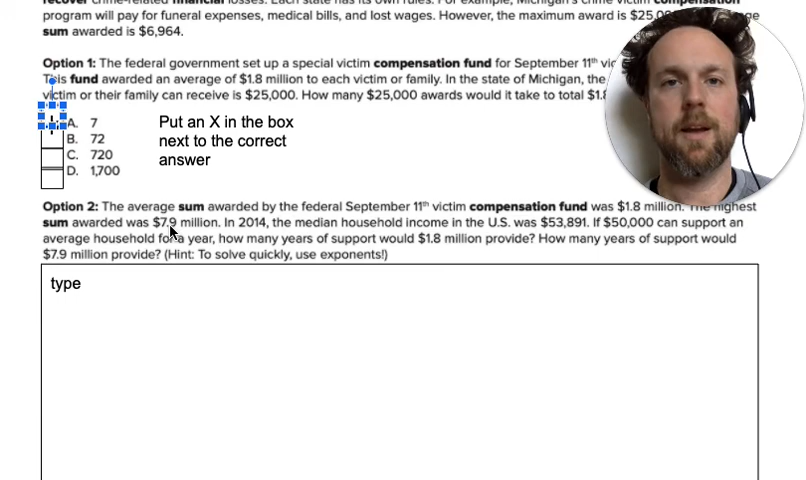 recover crime-related financial losses. Each state has its own rules. For example, Michigan's crime victim compensation
program will pay for funeral expenses, medical bills, and lost wages. However, the maximum award is $25,0
sum awarded is $6,964.
Option 1: The federal government set up a special victim compensation fund for September 11th vic
This fund awarded an average of $1.8 million to each victim or family. In the state of Michigan, the
victim or their family can receive is $25,000. How many $25,000 awards would it take to total $1.8
A. 7
B. 72
C. 720
D. 1,700
Put an X in the box
next to the correct
answer
Option 2: The average sum awarded by the federal September 11th victim compensation fund was $1.8 million. The highest
sum awarded was $7.9 million. In 2014, the median household income in the U.S. was $53,891. If $50,000 can support an
average household for a year, how many years of support would $1.8 million provide? How many years of support would
$7.9 million provide? (Hint: To solve quickly, use exponents!)
type